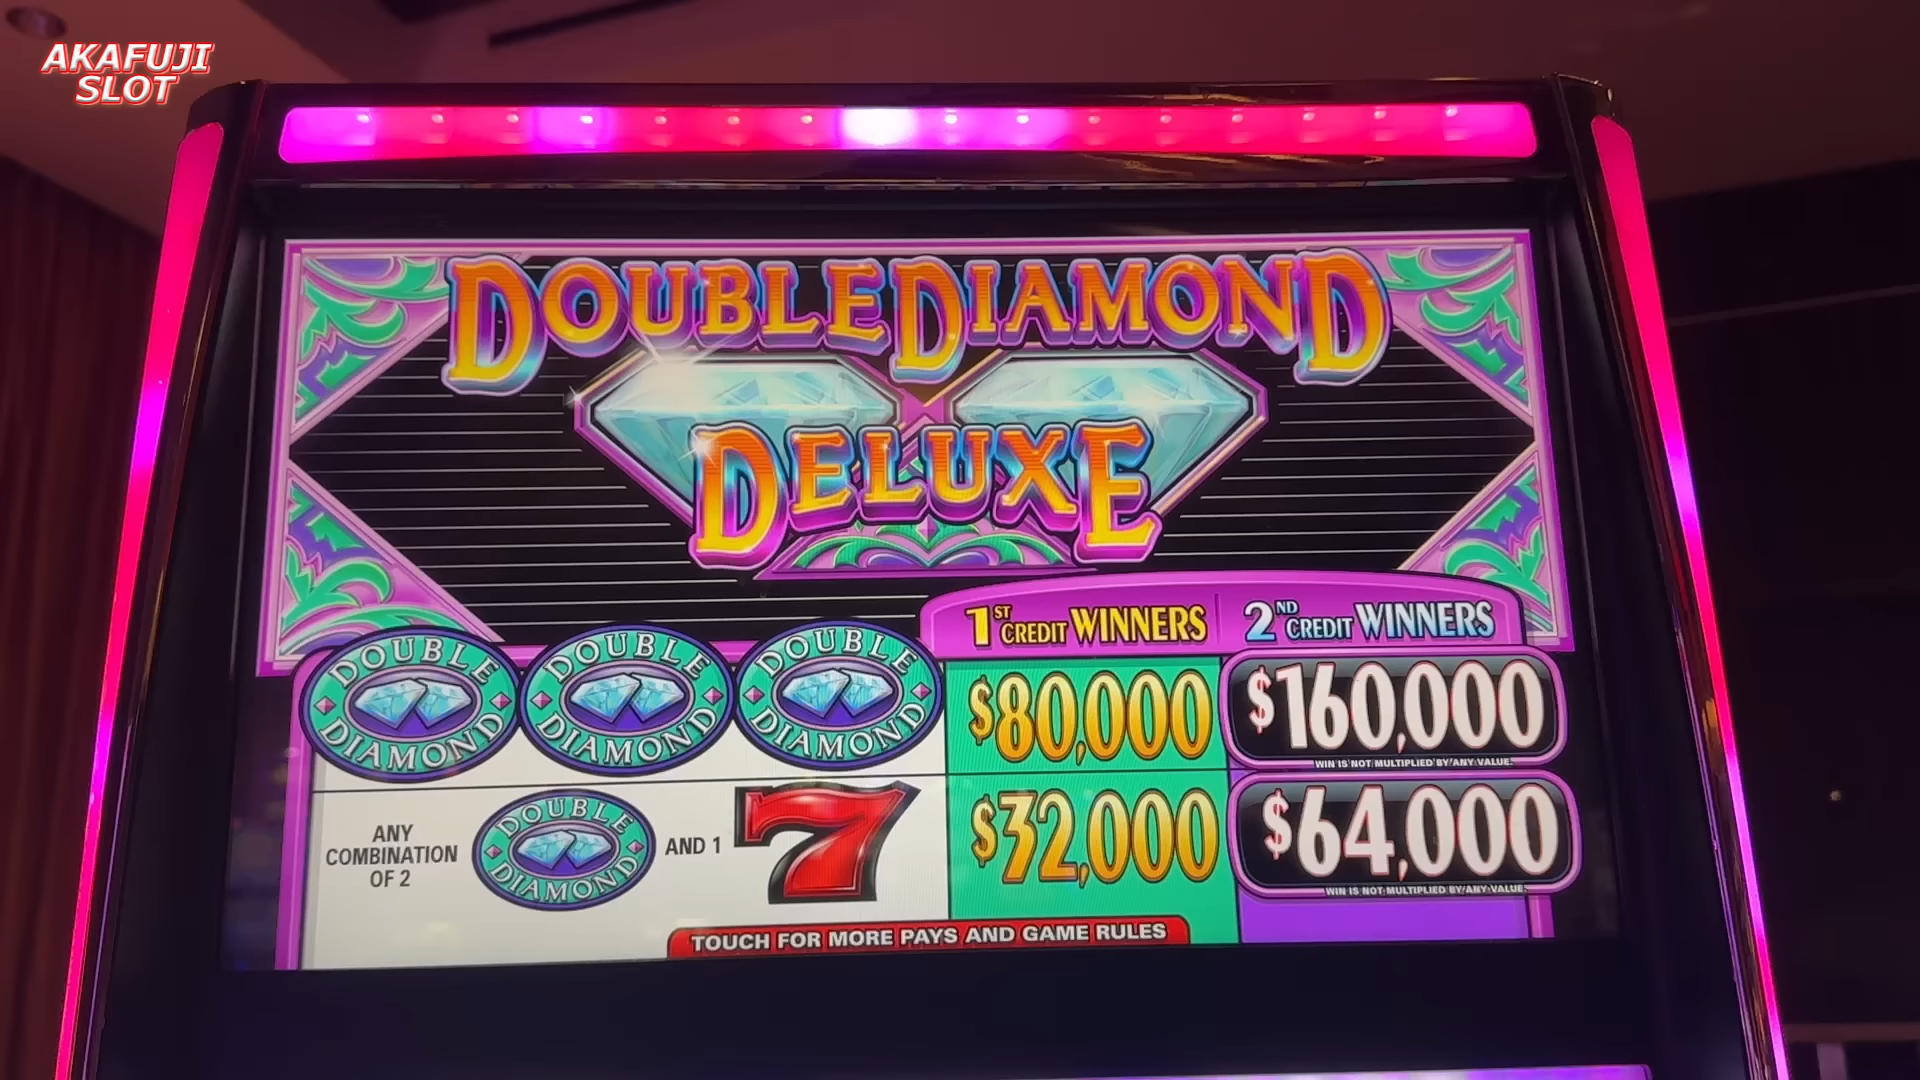 AKAFUJI
SLOT
DOUBLE DIAMOND
DELUXE
1ST CREDIT WINNERS
2ND CREDIT WINNERS
DOUBLE DIAMOND
DOUBLE DIAMOND
DOUBLE DIAMOND
$80,000
$160,000
WIN IS NOT MULTIPLIED BY ANY VALUE.
ANY
COMBINATION
OF 2
DOUBLE DIAMOND
AND 1
7
$32,000
$64,000
WIN IS NOT MULTIPLIED BY ANY VALUE.
TOUCH FOR MORE PAYS AND GAME RULES